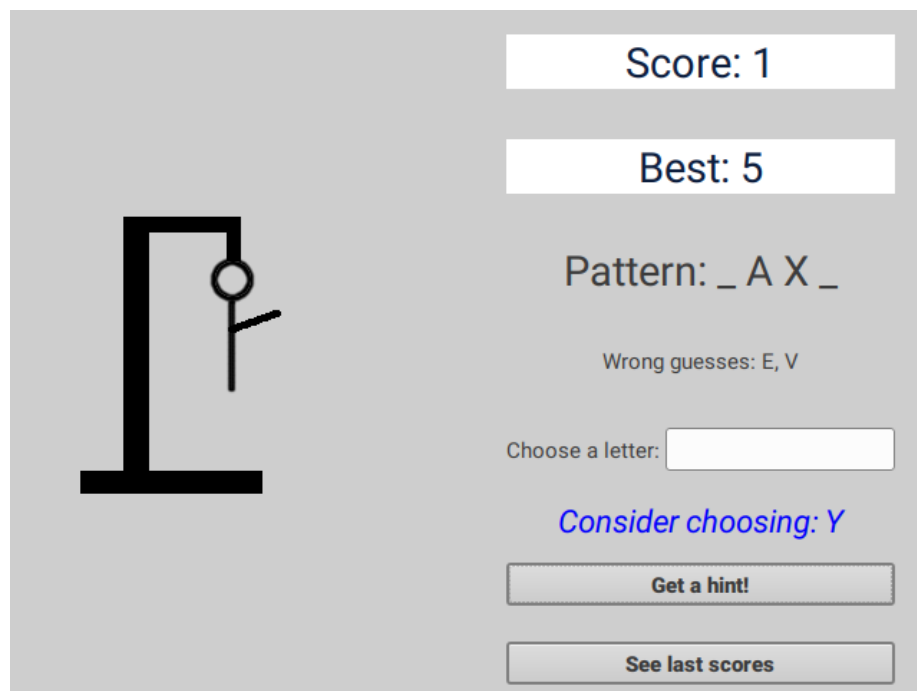 Score: 1
Best: 5
Pattern: _ A X _
Wrong guesses: E, V
Choose a letter:
Consider choosing: Y
Get a hint!
See last scores